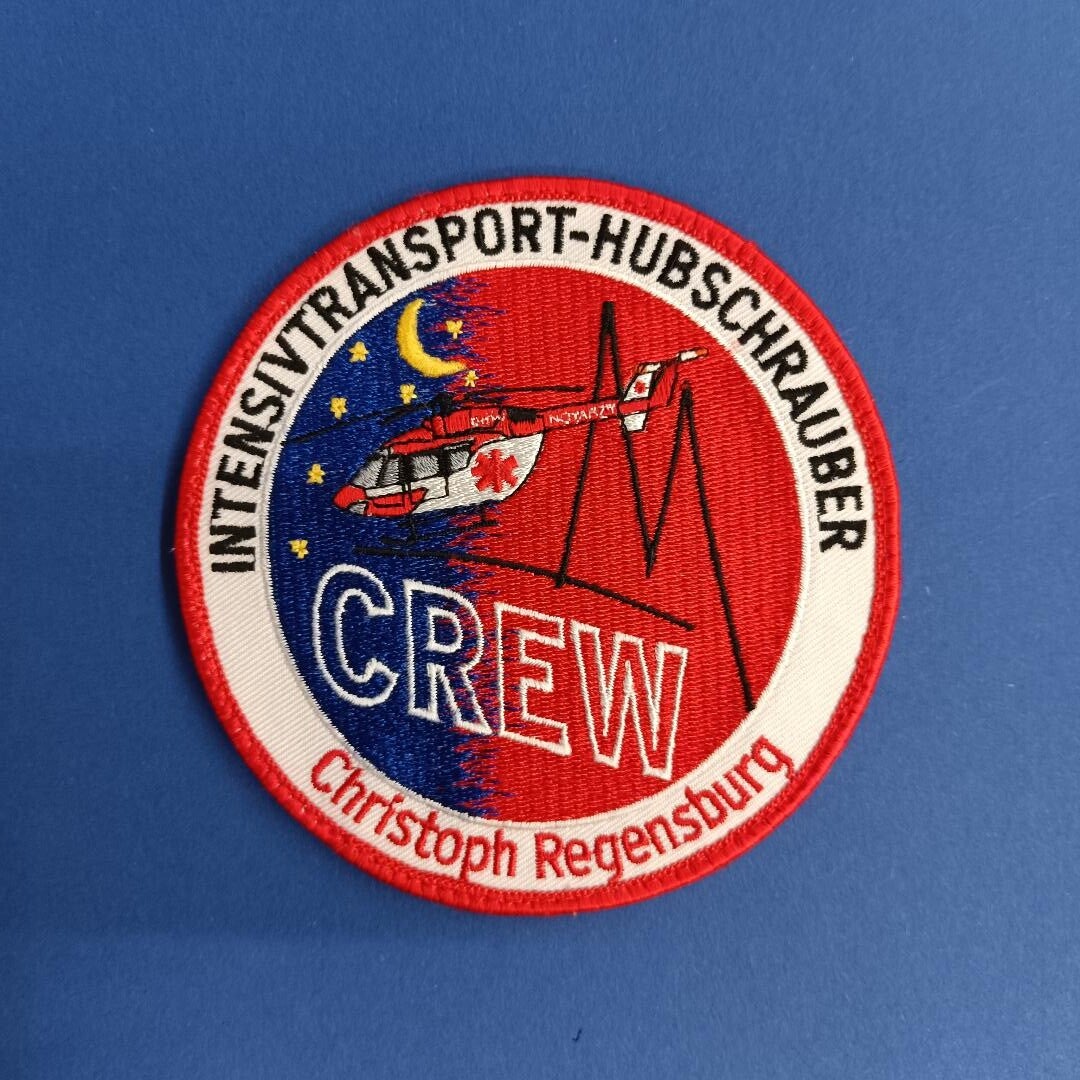 INTENSIVTRANSPORT-HUBSCHRAUBER
NOTARZT
CREW
Christoph Regensburg